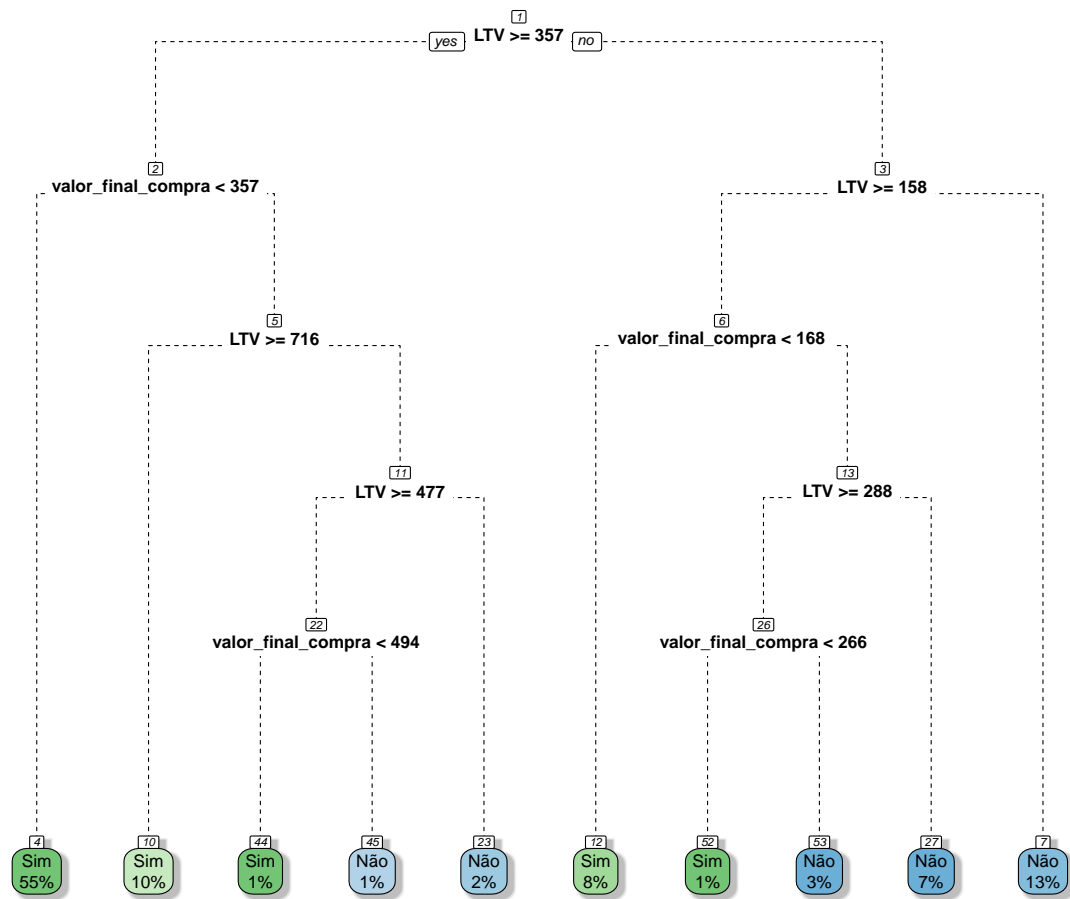 1
yes LTV >= 357 no
2
valor_final_compra < 357
3
LTV >= 158
5
LTV >= 716
6
valor_final_compra < 168
11
LTV >= 477
13
LTV >= 288
22
valor_final_compra < 494
26
valor_final_compra < 266
4
Sim
55%
10
Sim
10%
44
Sim
1%
45
Não
1%
23
Não
2%
12
Sim
8%
52
Sim
1%
53
Não
3%
27
Não
7%
7
Não
13%